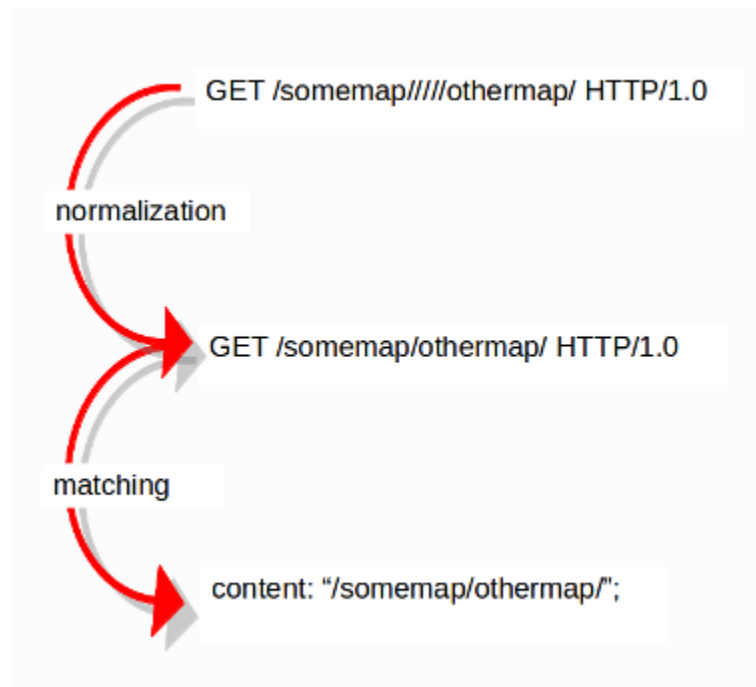 GET /somemap/////othermap/ HTTP/1.0
normalization
GET /somemap/othermap/ HTTP/1.0
matching
content: “/somemap/othermap/”;